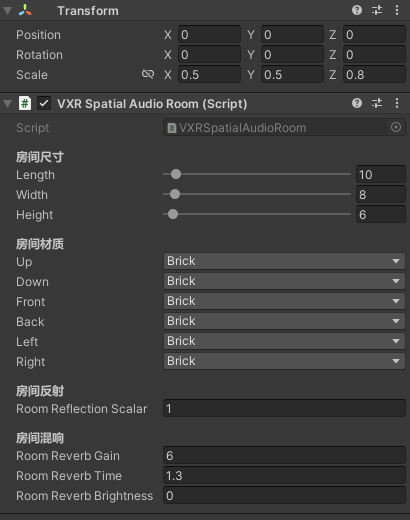 Transform
Position X 0 Y 0 Z 0
Rotation X 0 Y 0 Z 0
Scale X 0.5 Y 0.5 Z 0.8
# VXR Spatial Audio Room (Script)
Script # VXRSpatialAudioRoom
房间尺寸
Length 10
Width 8
Height 6
房间材质
Up Brick
Down Brick
Front Brick
Back Brick
Left Brick
Right Brick
房间反射
Room Reflection Scalar 1
房间混响
Room Reverb Gain 6
Room Reverb Time 1.3
Room Reverb Brightness 0